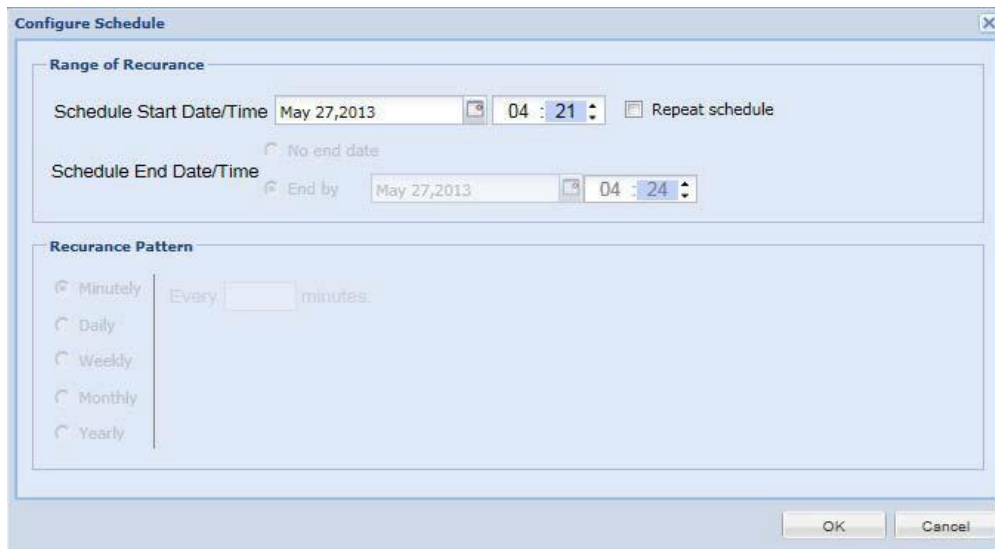 Configure Schedule
Range of Recurance
Schedule Start Date/Time May 27,2013 04 : 21 Repeat schedule
No end date
Schedule End Date/Time
End by May 27,2013 04 : 24
Recurance Pattern
Minutely Every minutes.
Daily
Weekly
Monthly
Yearly
OK Cancel